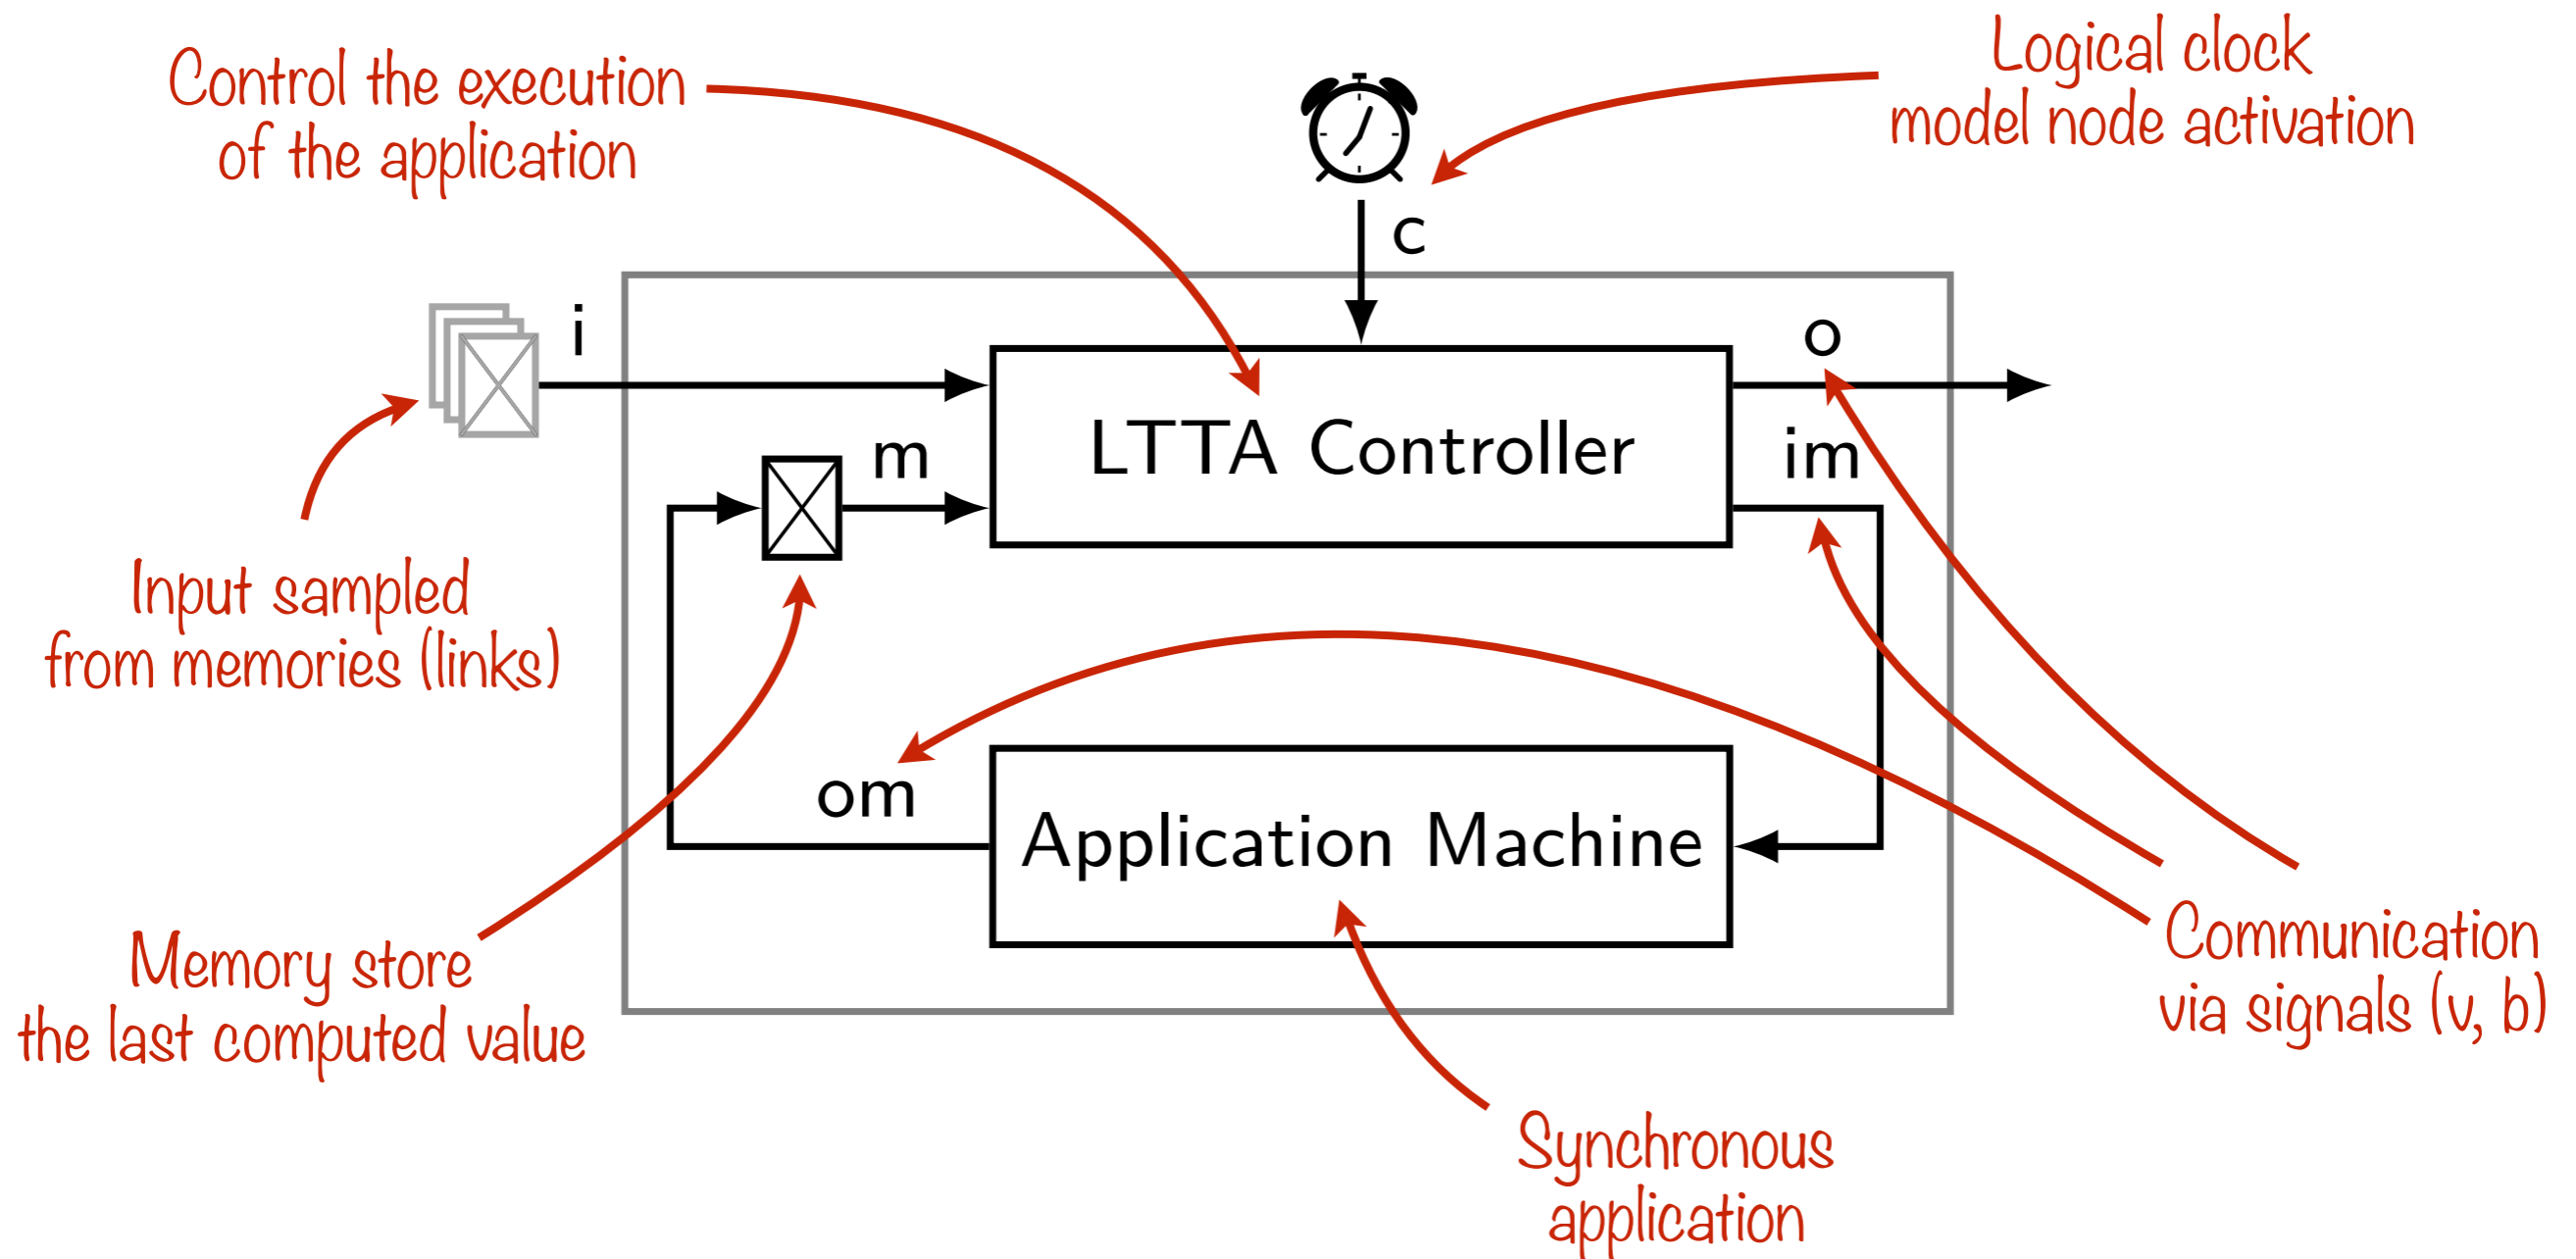 Control the execution
of the application
Logical clock
model node activation
c
i
o
LTTA Controller
m
im
Input sampled
from memories (links)
om
Application Machine
Memory store
the last computed value
Communication
via signals (v, b)
Synchronous
application